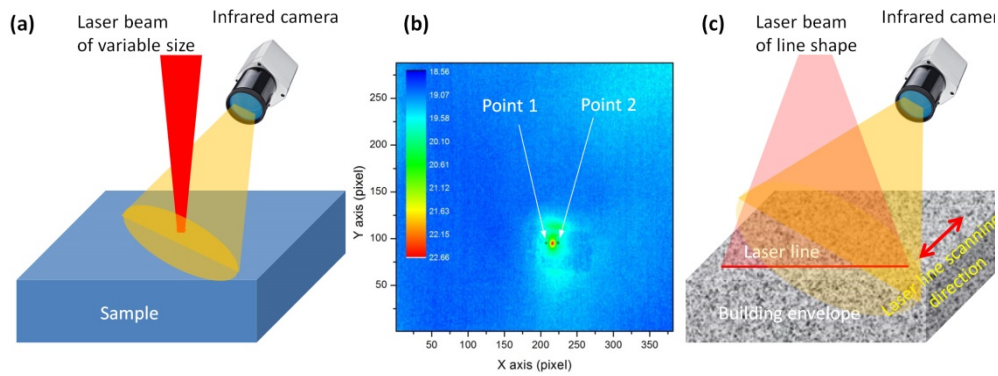 (a)
Laser beam
of variable size
Infrared camera
Sample
(b)
Point 1
Point 2
18.56
19.07
19.58
20.10
20.61
21.12
21.63
22.15
22.66
250
200
150
100
50
Y axis (pixel)
50
100
150
200
250
300
350
X axis (pixel)
(c)
Laser beam
of line shape
Infrared camera
Laser line
Building envelope
Laser line scanning
direction